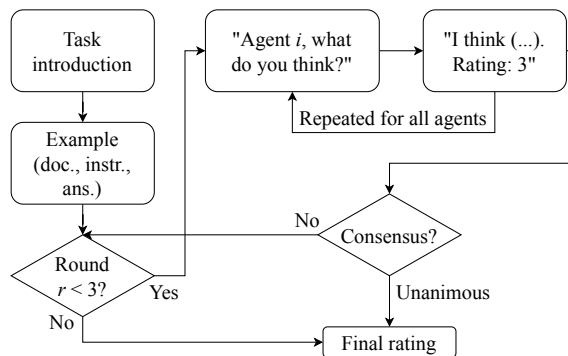 Task
introduction
"Agent i, what
do you think?"
"I think (...).
Rating: 3"
Repeated for all agents
Example
(doc., instr.,
ans.)
No
Consensus?
Round
r < 3?
Yes
Unanimous
No
Final rating